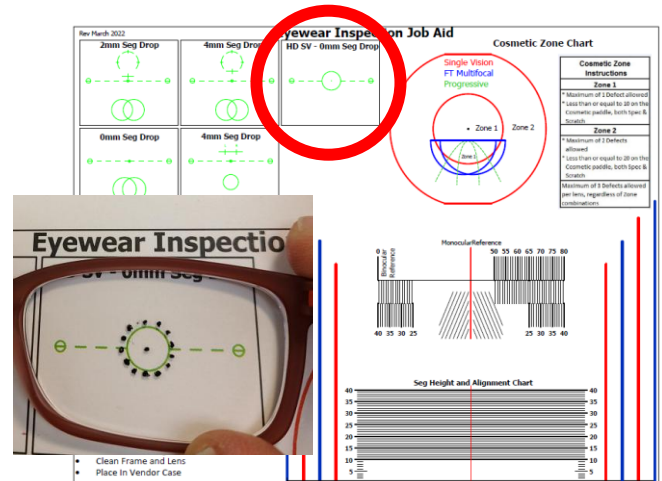 Rev March 2022
Eyewear Inspection Job Aid
2mm Seg Drop
4mm Seg Drop
HD SV - 0mm Seg Drop
0mm Seg Drop
4mm Seg Drop
Cosmetic Zone Chart
Single Vision
FT Multifocal
Progressive
Zone 1
Zone 2
Zone 1
Cosmetic Zone
Instructions
Zone 1
* Maximum of 1 Defect allowed
* Less than or equal to 10 on the
Cosmetic paddle, both Spec &
Scratch
Zone 2
* Maximum of 2 Defects
allowed
* Less than or equal to 20 on the
Cosmetic paddle, both Spec &
Scratch
Maximum of 3 Defects allowed
per lens, regardless of Zone
combinations
Eyewear Inspectio
SV - 0mm Seg
Monocular Reference
0
Binocular
Reference
50 55 60 65 70 75 80
40 35 30 25
25 30 35 40
Seg Height and Alignment Chart
40 40
35 35
30 30
25 25
20 20
15 15
10 10
5 5
• Clean Frame and Lens
• Place In Vendor Case